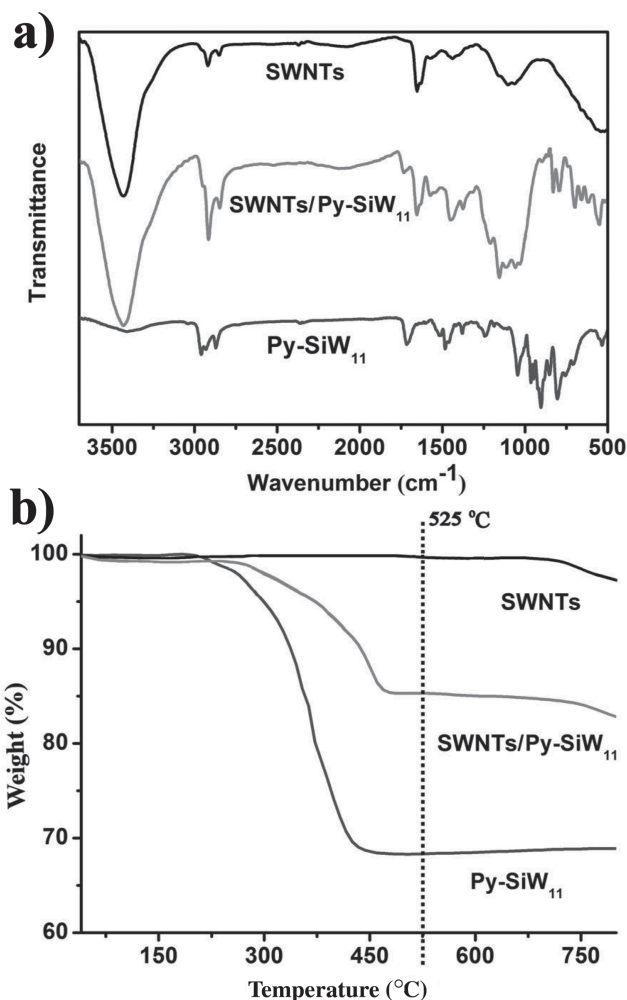 a)
SWNTs
SWNTs/Py-SiW₁₁
Py-SiW₁₁
Transmittance
3500 3000 2500 2000 1500 1000 500
Wavenumber (cm⁻¹)
b)
525 ºC
100
90
80
70
60
SWNTs
SWNTs/Py-SiW₁₁
Py-SiW₁₁
Weight (%)
150 300 450 600 750
Temperature (°C)